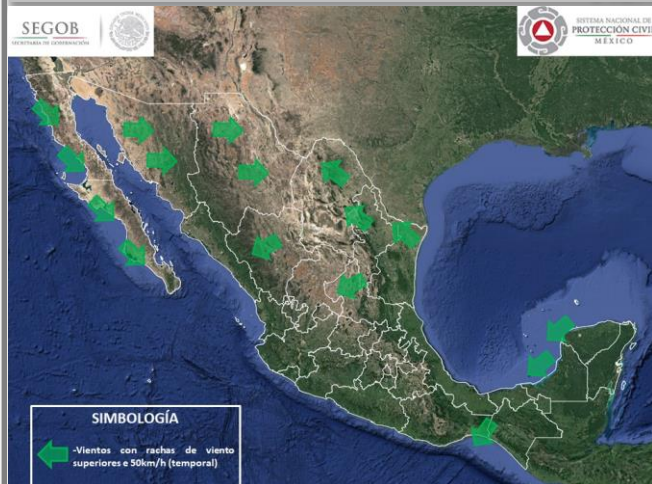 SEGOB
SECRETARÍA DE GOBERNACIÓN
SISTEMA NACIONAL DE
PROTECCIÓN CIVIL
MÉXICO
SIMBOLOGÍA
-Vientos con rachas de viento
superiores e 50km/h (temporal)